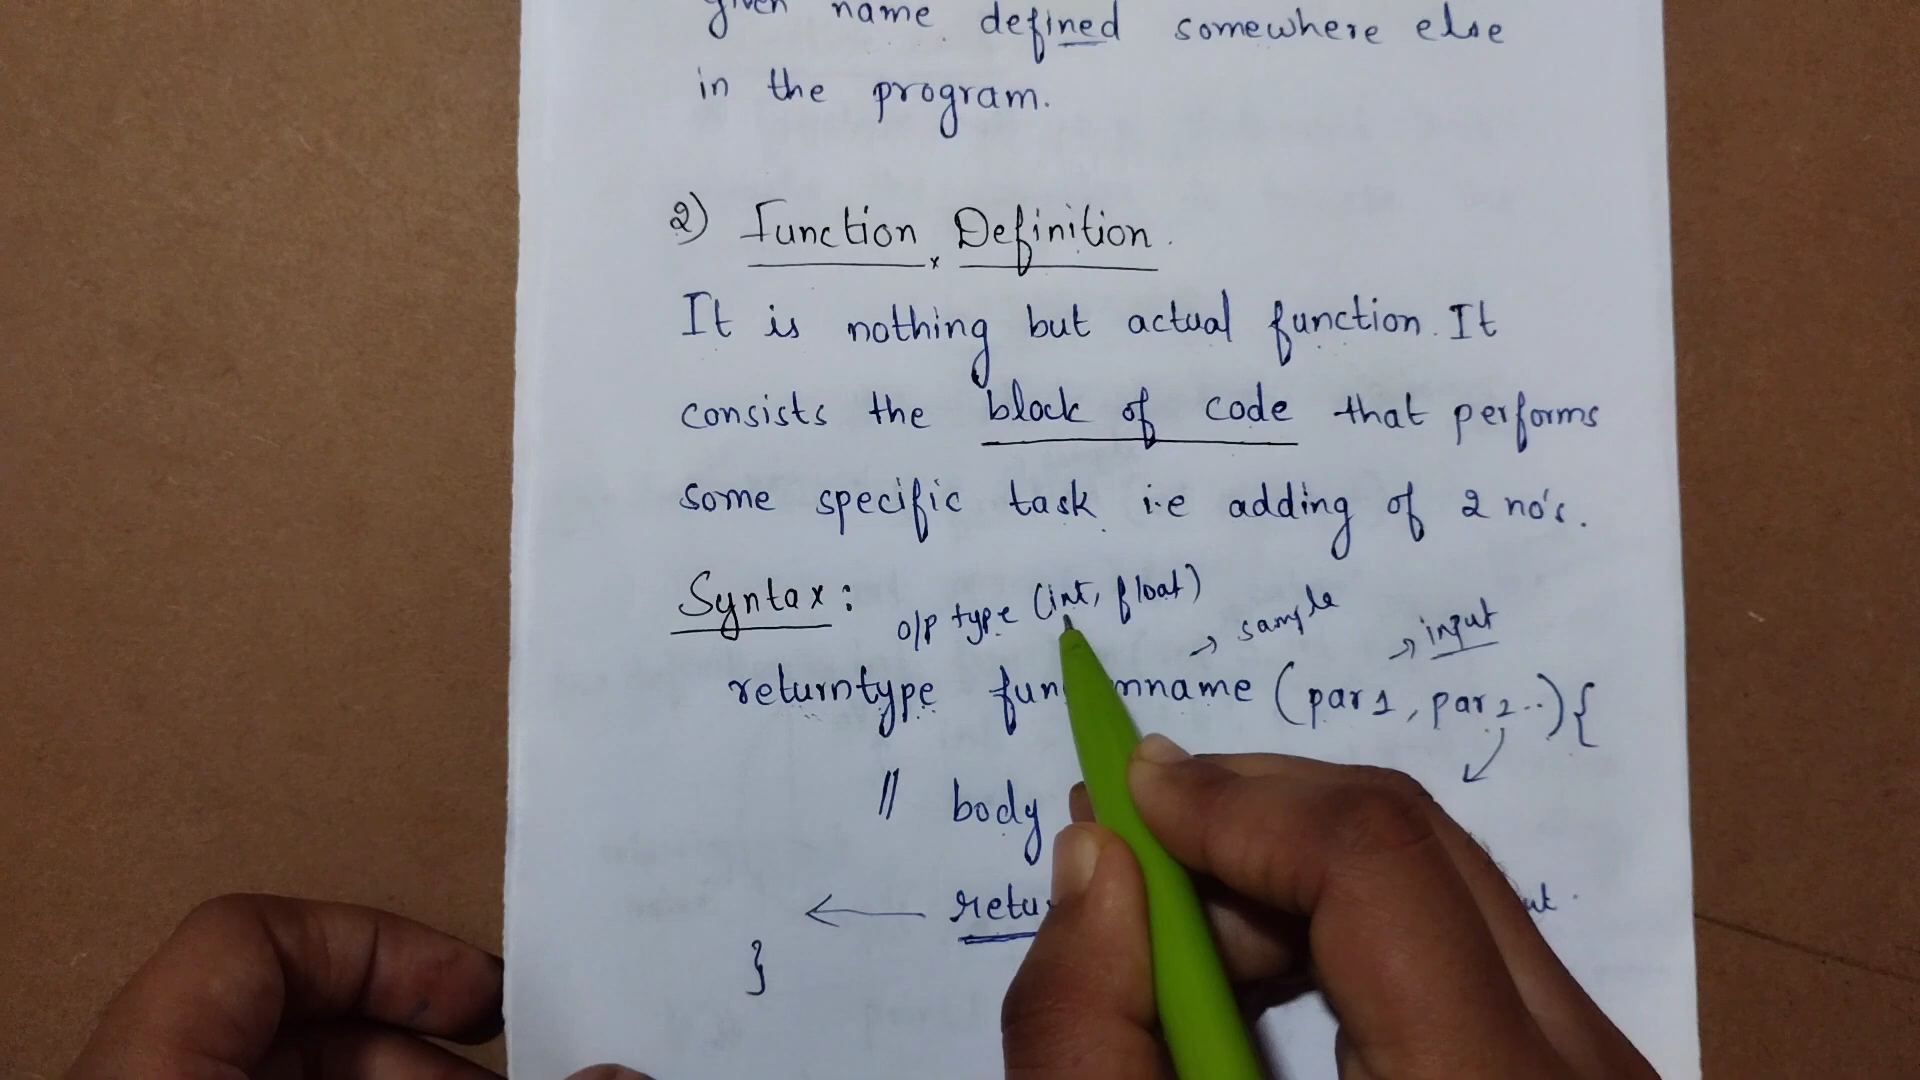 given name defined somewhere else
in the program.
2) Function Definition.
It is nothing but actual function. It
consists the block of code that performs
some specific task i.e adding of 2 no's.
Syntax:
o/p type (int, float)
→ sample
→ input
returntype name (par1, par2..){
// body
←
}